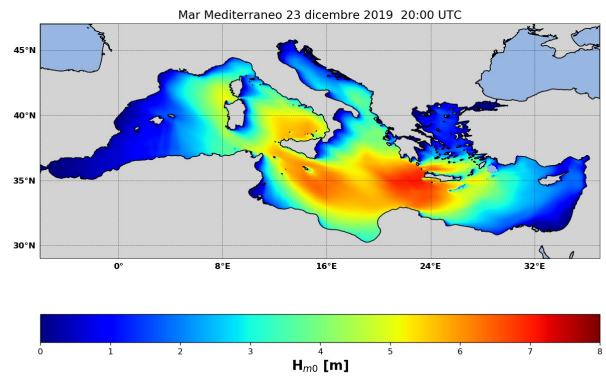 Mar Mediterraneo 23 dicembre 2019  20:00 UTC
45°N
40°N
35°N
30°N
0° 8°E 16°E 24°E 32°E
0 1 2 3 4 5 6 7 8
Hm0 [m]